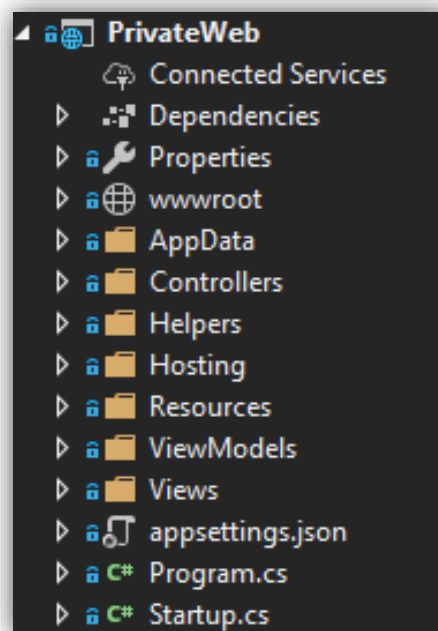 PrivateWeb
Connected Services
Dependencies
Properties
wwwroot
AppData
Controllers
Helpers
Hosting
Resources
ViewModels
Views
appsettings.json
C# Program.cs
C# Startup.cs